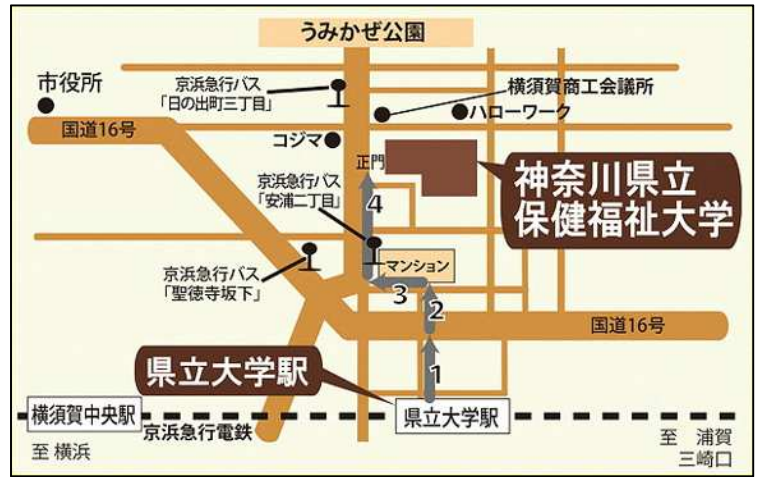 うみかぜ公園
市役所
京浜急行バス
「日の出町三丁目」
横須賀商工会議所
ハローワーク
国道16号
コジマ
正門
神奈川県立
保健福祉大学
京浜急行バス
「安浦二丁目」
4
京浜急行バス
「聖徳寺坂下」
マンション
3
2
国道16号
県立大学駅
1
横須賀中央駅
県立大学駅
京浜急行電鉄
至 横浜
至 浦賀
三崎口